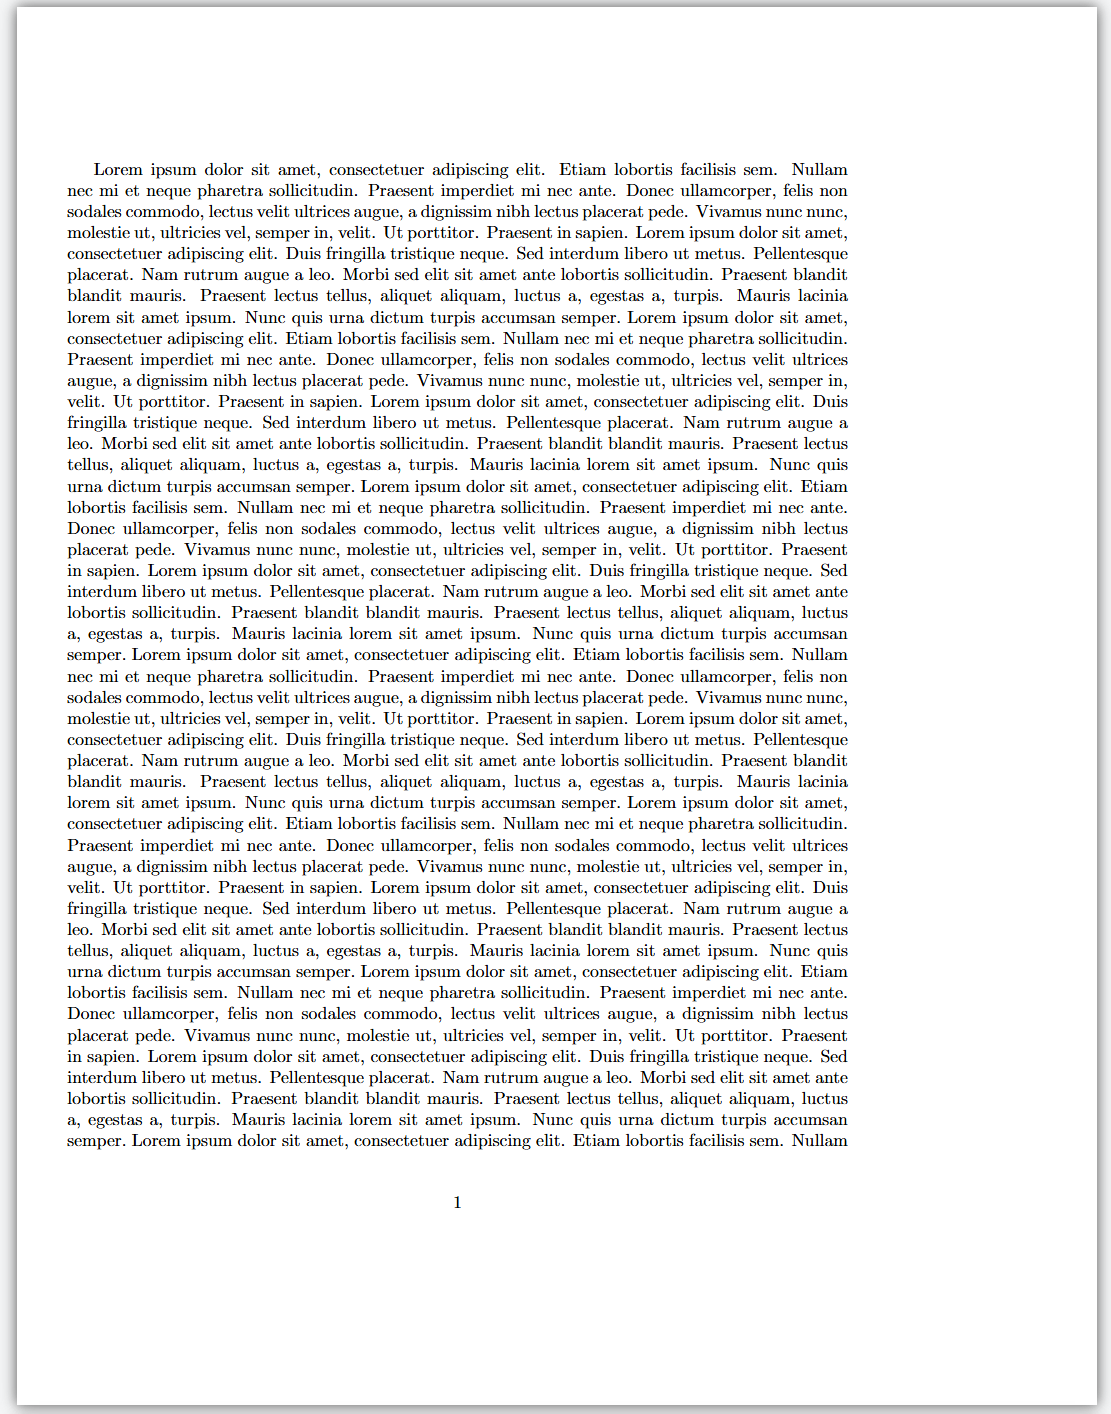 Lorem ipsum dolor sit amet, consectetuer adipiscing elit. Etiam lobortis facilisis sem. Nullam
nec mi et neque pharetra sollicitudin. Praesent imperdiet mi nec ante. Donec ullamcorper, felis non
sodales commodo, lectus velit ultrices augue, a dignissim nibh lectus placerat pede. Vivamus nunc nunc,
molestie ut, ultricies vel, semper in, velit. Ut porttitor. Praesent in sapien. Lorem ipsum dolor sit amet,
consectetuer adipiscing elit. Duis fringilla tristique neque. Sed interdum libero ut metus. Pellentesque
placerat. Nam rutrum augue a leo. Morbi sed elit sit amet ante lobortis sollicitudin. Praesent blandit
blandit mauris. Praesent lectus tellus, aliquet aliquam, luctus a, egestas a, turpis. Mauris lacinia
lorem sit amet ipsum. Nunc quis urna dictum turpis accumsan semper. Lorem ipsum dolor sit amet,
consectetuer adipiscing elit. Etiam lobortis facilisis sem. Nullam nec mi et neque pharetra sollicitudin.
Praesent imperdiet mi nec ante. Donec ullamcorper, felis non sodales commodo, lectus velit ultrices
augue, a dignissim nibh lectus placerat pede. Vivamus nunc nunc, molestie ut, ultricies vel, semper in,
velit. Ut porttitor. Praesent in sapien. Lorem ipsum dolor sit amet, consectetuer adipiscing elit. Duis
fringilla tristique neque. Sed interdum libero ut metus. Pellentesque placerat. Nam rutrum augue a
leo. Morbi sed elit sit amet ante lobortis sollicitudin. Praesent blandit blandit mauris. Praesent lectus
tellus, aliquet aliquam, luctus a, egestas a, turpis. Mauris lacinia lorem sit amet ipsum. Nunc quis
urna dictum turpis accumsan semper. Lorem ipsum dolor sit amet, consectetuer adipiscing elit. Etiam
lobortis facilisis sem. Nullam nec mi et neque pharetra sollicitudin. Praesent imperdiet mi nec ante.
Donec ullamcorper, felis non sodales commodo, lectus velit ultrices augue, a dignissim nibh lectus
placerat pede. Vivamus nunc nunc, molestie ut, ultricies vel, semper in, velit. Ut porttitor. Praesent
in sapien. Lorem ipsum dolor sit amet, consectetuer adipiscing elit. Duis fringilla tristique neque. Sed
interdum libero ut metus. Pellentesque placerat. Nam rutrum augue a leo. Morbi sed elit sit amet ante
lobortis sollicitudin. Praesent blandit blandit mauris. Praesent lectus tellus, aliquet aliquam, luctus
a, egestas a, turpis. Mauris lacinia lorem sit amet ipsum. Nunc quis urna dictum turpis accumsan
semper. Lorem ipsum dolor sit amet, consectetuer adipiscing elit. Etiam lobortis facilisis sem. Nullam
nec mi et neque pharetra sollicitudin. Praesent imperdiet mi nec ante. Donec ullamcorper, felis non
sodales commodo, lectus velit ultrices augue, a dignissim nibh lectus placerat pede. Vivamus nunc nunc,
molestie ut, ultricies vel, semper in, velit. Ut porttitor. Praesent in sapien. Lorem ipsum dolor sit amet,
consectetuer adipiscing elit. Duis fringilla tristique neque. Sed interdum libero ut metus. Pellentesque
placerat. Nam rutrum augue a leo. Morbi sed elit sit amet ante lobortis sollicitudin. Praesent blandit
blandit mauris. Praesent lectus tellus, aliquet aliquam, luctus a, egestas a, turpis. Mauris lacinia
lorem sit amet ipsum. Nunc quis urna dictum turpis accumsan semper. Lorem ipsum dolor sit amet,
consectetuer adipiscing elit. Etiam lobortis facilisis sem. Nullam nec mi et neque pharetra sollicitudin.
Praesent imperdiet mi nec ante. Donec ullamcorper, felis non sodales commodo, lectus velit ultrices
augue, a dignissim nibh lectus placerat pede. Vivamus nunc nunc, molestie ut, ultricies vel, semper in,
velit. Ut porttitor. Praesent in sapien. Lorem ipsum dolor sit amet, consectetuer adipiscing elit. Duis
fringilla tristique neque. Sed interdum libero ut metus. Pellentesque placerat. Nam rutrum augue a
leo. Morbi sed elit sit amet ante lobortis sollicitudin. Praesent blandit blandit mauris. Praesent lectus
tellus, aliquet aliquam, luctus a, egestas a, turpis. Mauris lacinia lorem sit amet ipsum. Nunc quis
urna dictum turpis accumsan semper. Lorem ipsum dolor sit amet, consectetuer adipiscing elit. Etiam
lobortis facilisis sem. Nullam nec mi et neque pharetra sollicitudin. Praesent imperdiet mi nec ante.
Donec ullamcorper, felis non sodales commodo, lectus velit ultrices augue, a dignissim nibh lectus
placerat pede. Vivamus nunc nunc, molestie ut, ultricies vel, semper in, velit. Ut porttitor. Praesent
in sapien. Lorem ipsum dolor sit amet, consectetuer adipiscing elit. Duis fringilla tristique neque. Sed
interdum libero ut metus. Pellentesque placerat. Nam rutrum augue a leo. Morbi sed elit sit amet ante
lobortis sollicitudin. Praesent blandit blandit mauris. Praesent lectus tellus, aliquet aliquam, luctus
a, egestas a, turpis. Mauris lacinia lorem sit amet ipsum. Nunc quis urna dictum turpis accumsan
semper. Lorem ipsum dolor sit amet, consectetuer adipiscing elit. Etiam lobortis facilisis sem. Nullam
1